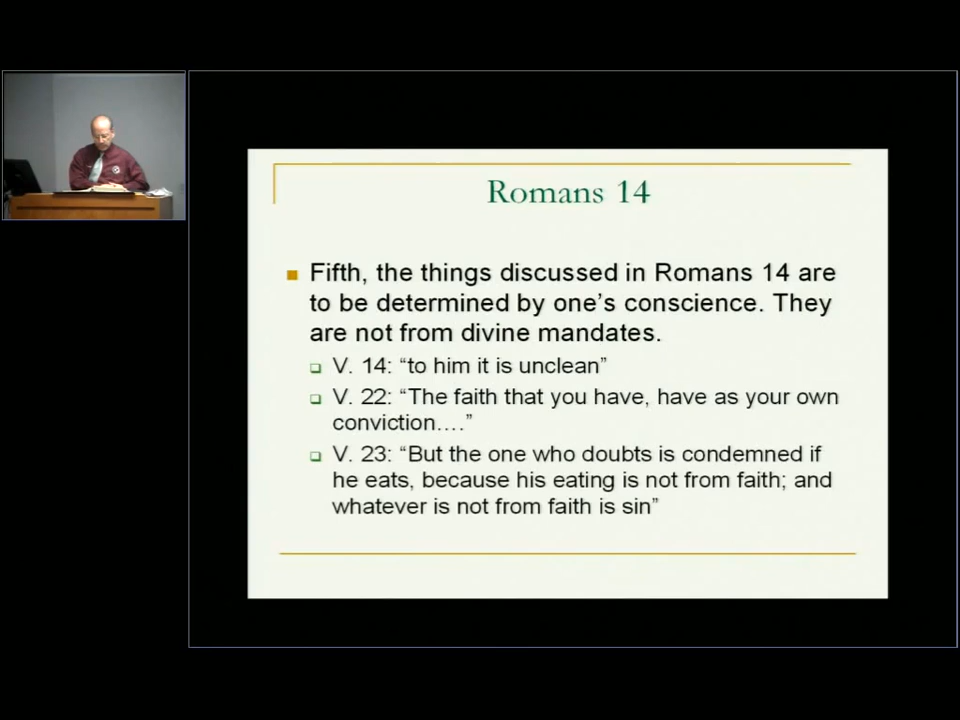 Romans 14
Fifth, the things discussed in Romans 14 are
to be determined by one’s conscience. They
are not from divine mandates.
V. 14: “to him it is unclean”
V. 22: “The faith that you have, have as your own
conviction….”
V. 23: “But the one who doubts is condemned if
he eats, because his eating is not from faith; and
whatever is not from faith is sin”